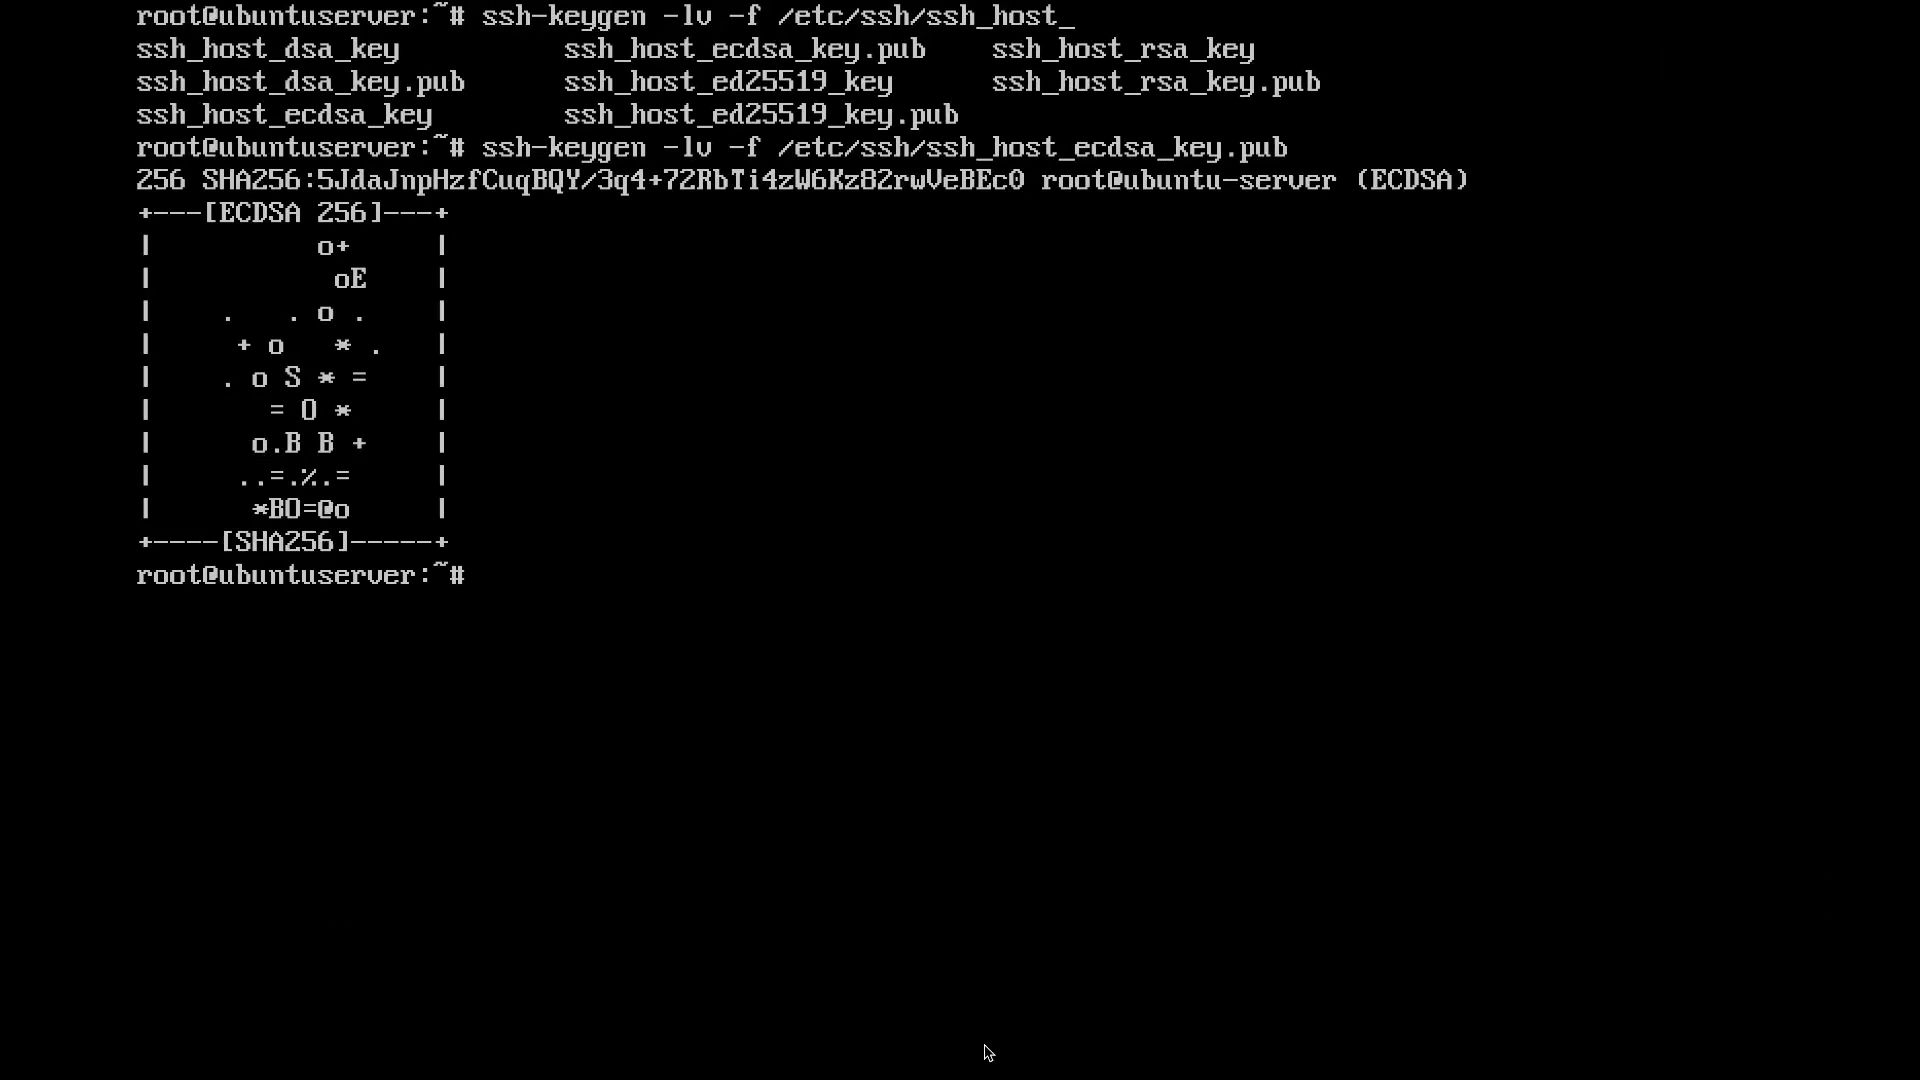 root@ubuntuserver:~# ssh-keygen -lv -f /etc/ssh/ssh_host_
ssh_host_dsa_key          ssh_host_ecdsa_key.pub    ssh_host_rsa_key
ssh_host_dsa_key.pub      ssh_host_ed25519_key      ssh_host_rsa_key.pub
ssh_host_ecdsa_key        ssh_host_ed25519_key.pub
root@ubuntuserver:~# ssh-keygen -lv -f /etc/ssh/ssh_host_ecdsa_key.pub
256 SHA256:5JdaJnpHzfCuqBQY/3q4+72RbTi4zW6Kz82rwVeBEc0 root@ubuntu-server (ECDSA)
+---[ECDSA 256]---+
|          o+     |
|           oE    |
|    .   . o .    |
|     + o   * .   |
|    . o S * =    |
|       = O *     |
|      o.B B +    |
|     ..=.%.=     |
|      *BO=@o     |
+----[SHA256]-----+
root@ubuntuserver:~#